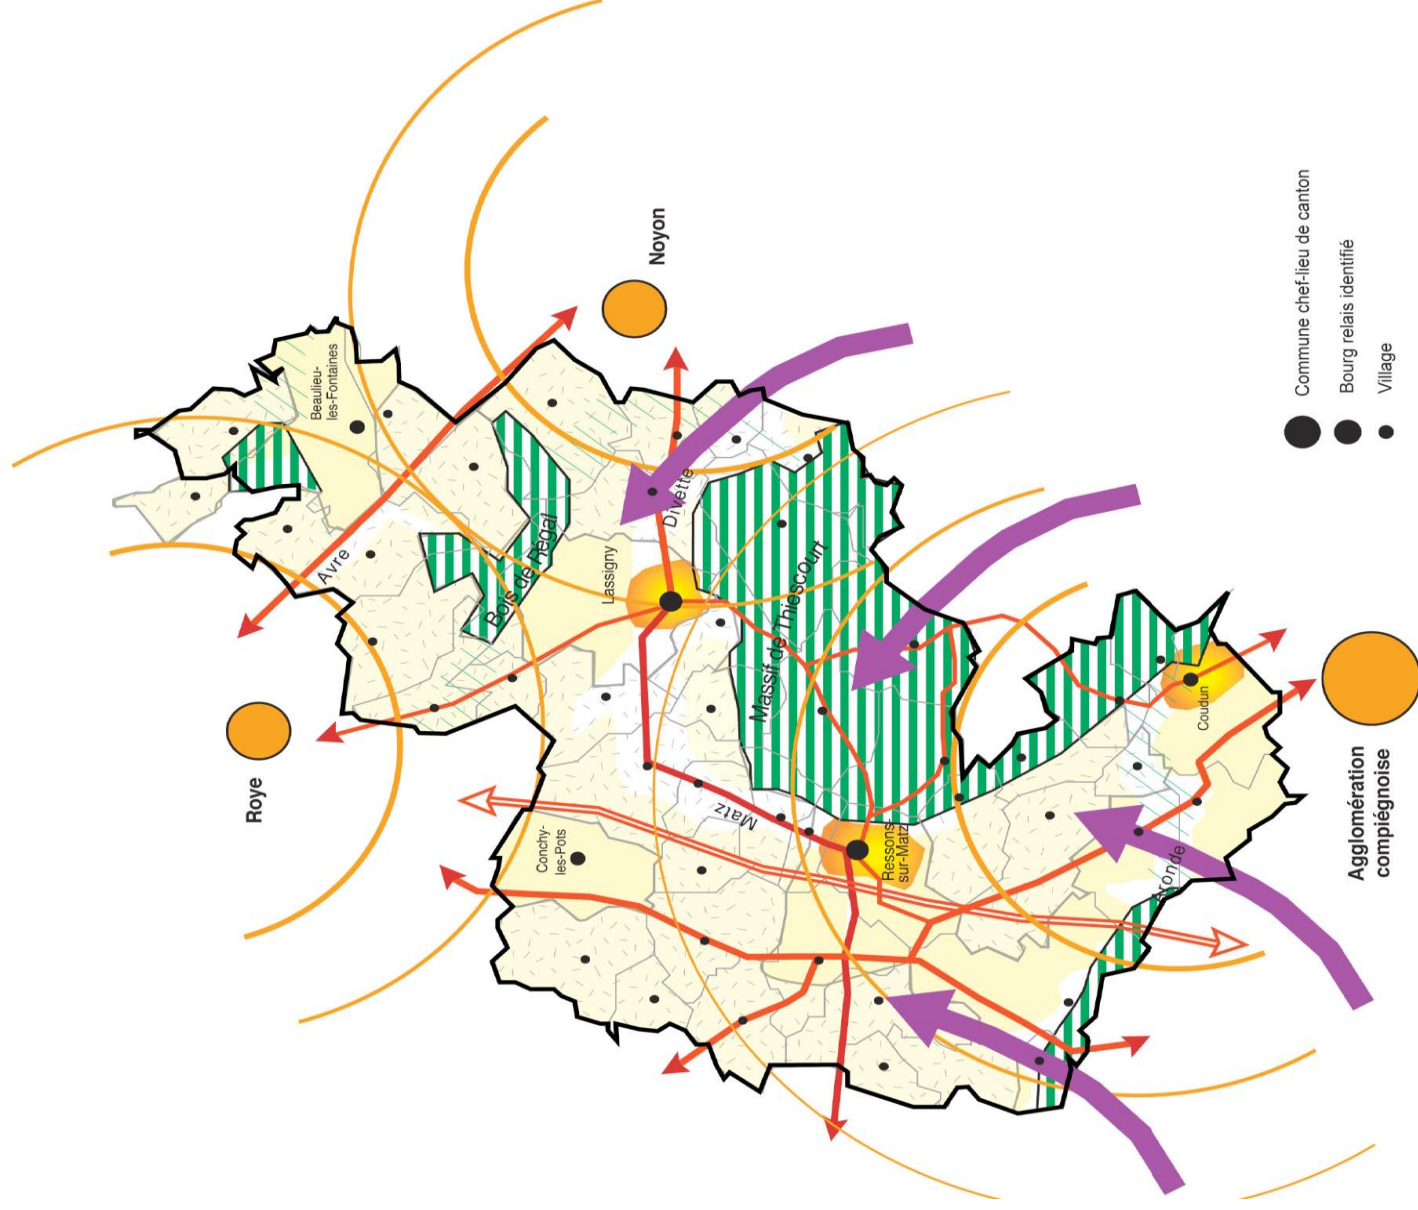 Noyon
Beaulieu-
les-Fontaines
Avre
Bois de Régal
Divette
Lassigny
Massif de Thiescourt
Roye
Matz
Conchy-
les-Pots
Ressons-
sur-Matz
Coudun
Aronde
Agglomération
compiégnoise
Commune chef-lieu de canton
Bourg relais identifié
Village